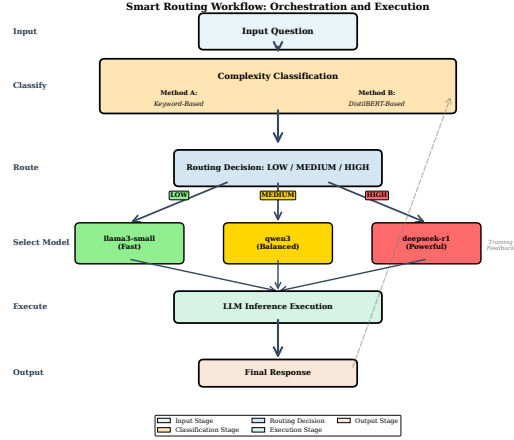 Smart Routing Workflow: Orchestration and Execution
Input
Input Question
Classify
Complexity Classification
Method A:
Keyword-Based
Method B:
DistilBERT-Based
Route
Routing Decision: LOW / MEDIUM / HIGH
LOW
MEDIUM
HIGH
Select Model
llama3-small
(Fast)
qwen3
(Balanced)
deepseek-r1
(Powerful)
Training
Feedback
Execute
LLM Inference Execution
Output
Final Response
Input Stage
Classification Stage
Routing Decision
Execution Stage
Output Stage